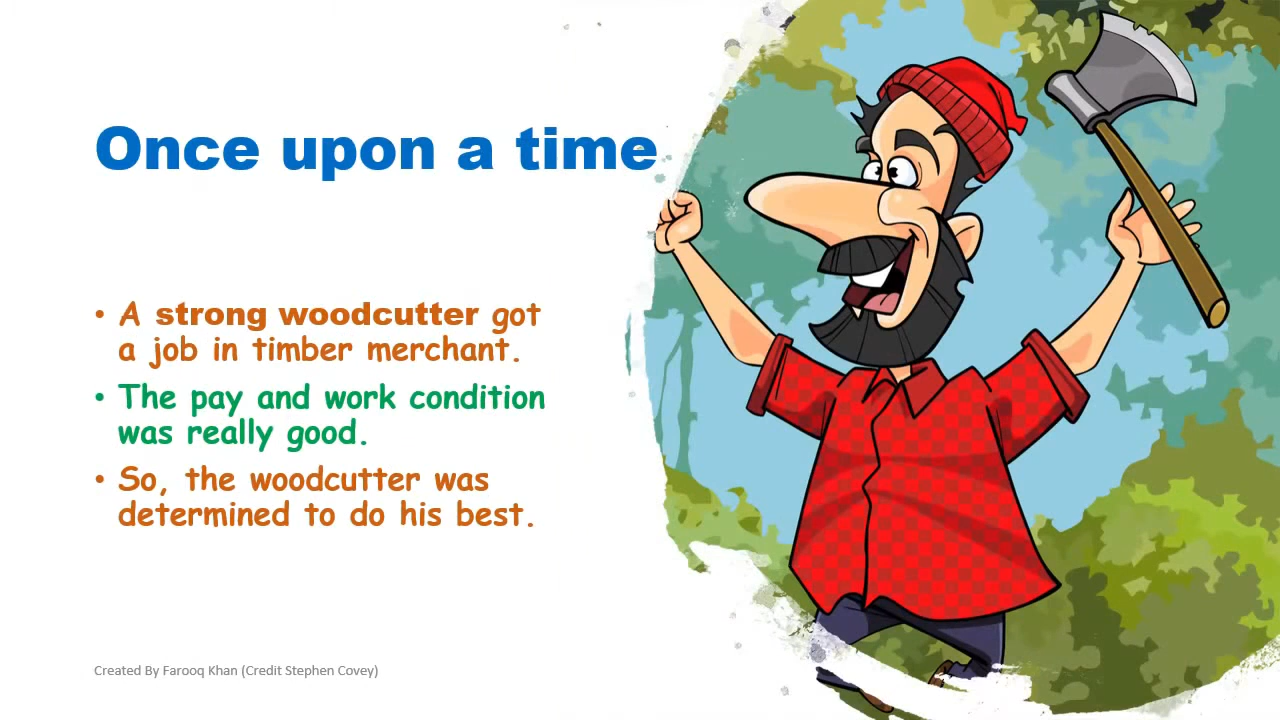 Once upon a time
• A strong woodcutter got
a job in timber merchant.
• The pay and work condition
was really good.
• So, the woodcutter was
determined to do his best.
Created By Farooq Khan (Credit Stephen Covey)